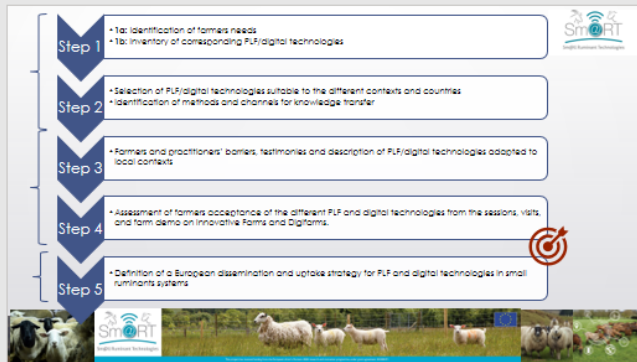 Sm@RT
Small Ruminant Technologies
Step 1
• 1a: Identification of farmers needs
• 1b: Inventory of corresponding PLF/digital technologies
Step 2
• Selection of PLF/digital technologies suitable to the different contexts and countries
• Identification of methods and channels for knowledge transfer
Step 3
• Farmers and practitioners' barriers, testimonies and description of PLF/digital technologies adapted to
local contexts
Step 4
• Assessment of farmers acceptance of the different PLF and digital technologies from the sessions, visits,
and farm demo on Innovative Farms and Digifarms.
Step 5
• Definition of a European dissemination and uptake strategy for PLF and digital technologies in small
ruminants systems
Sm@RT
Small Ruminant Technologies